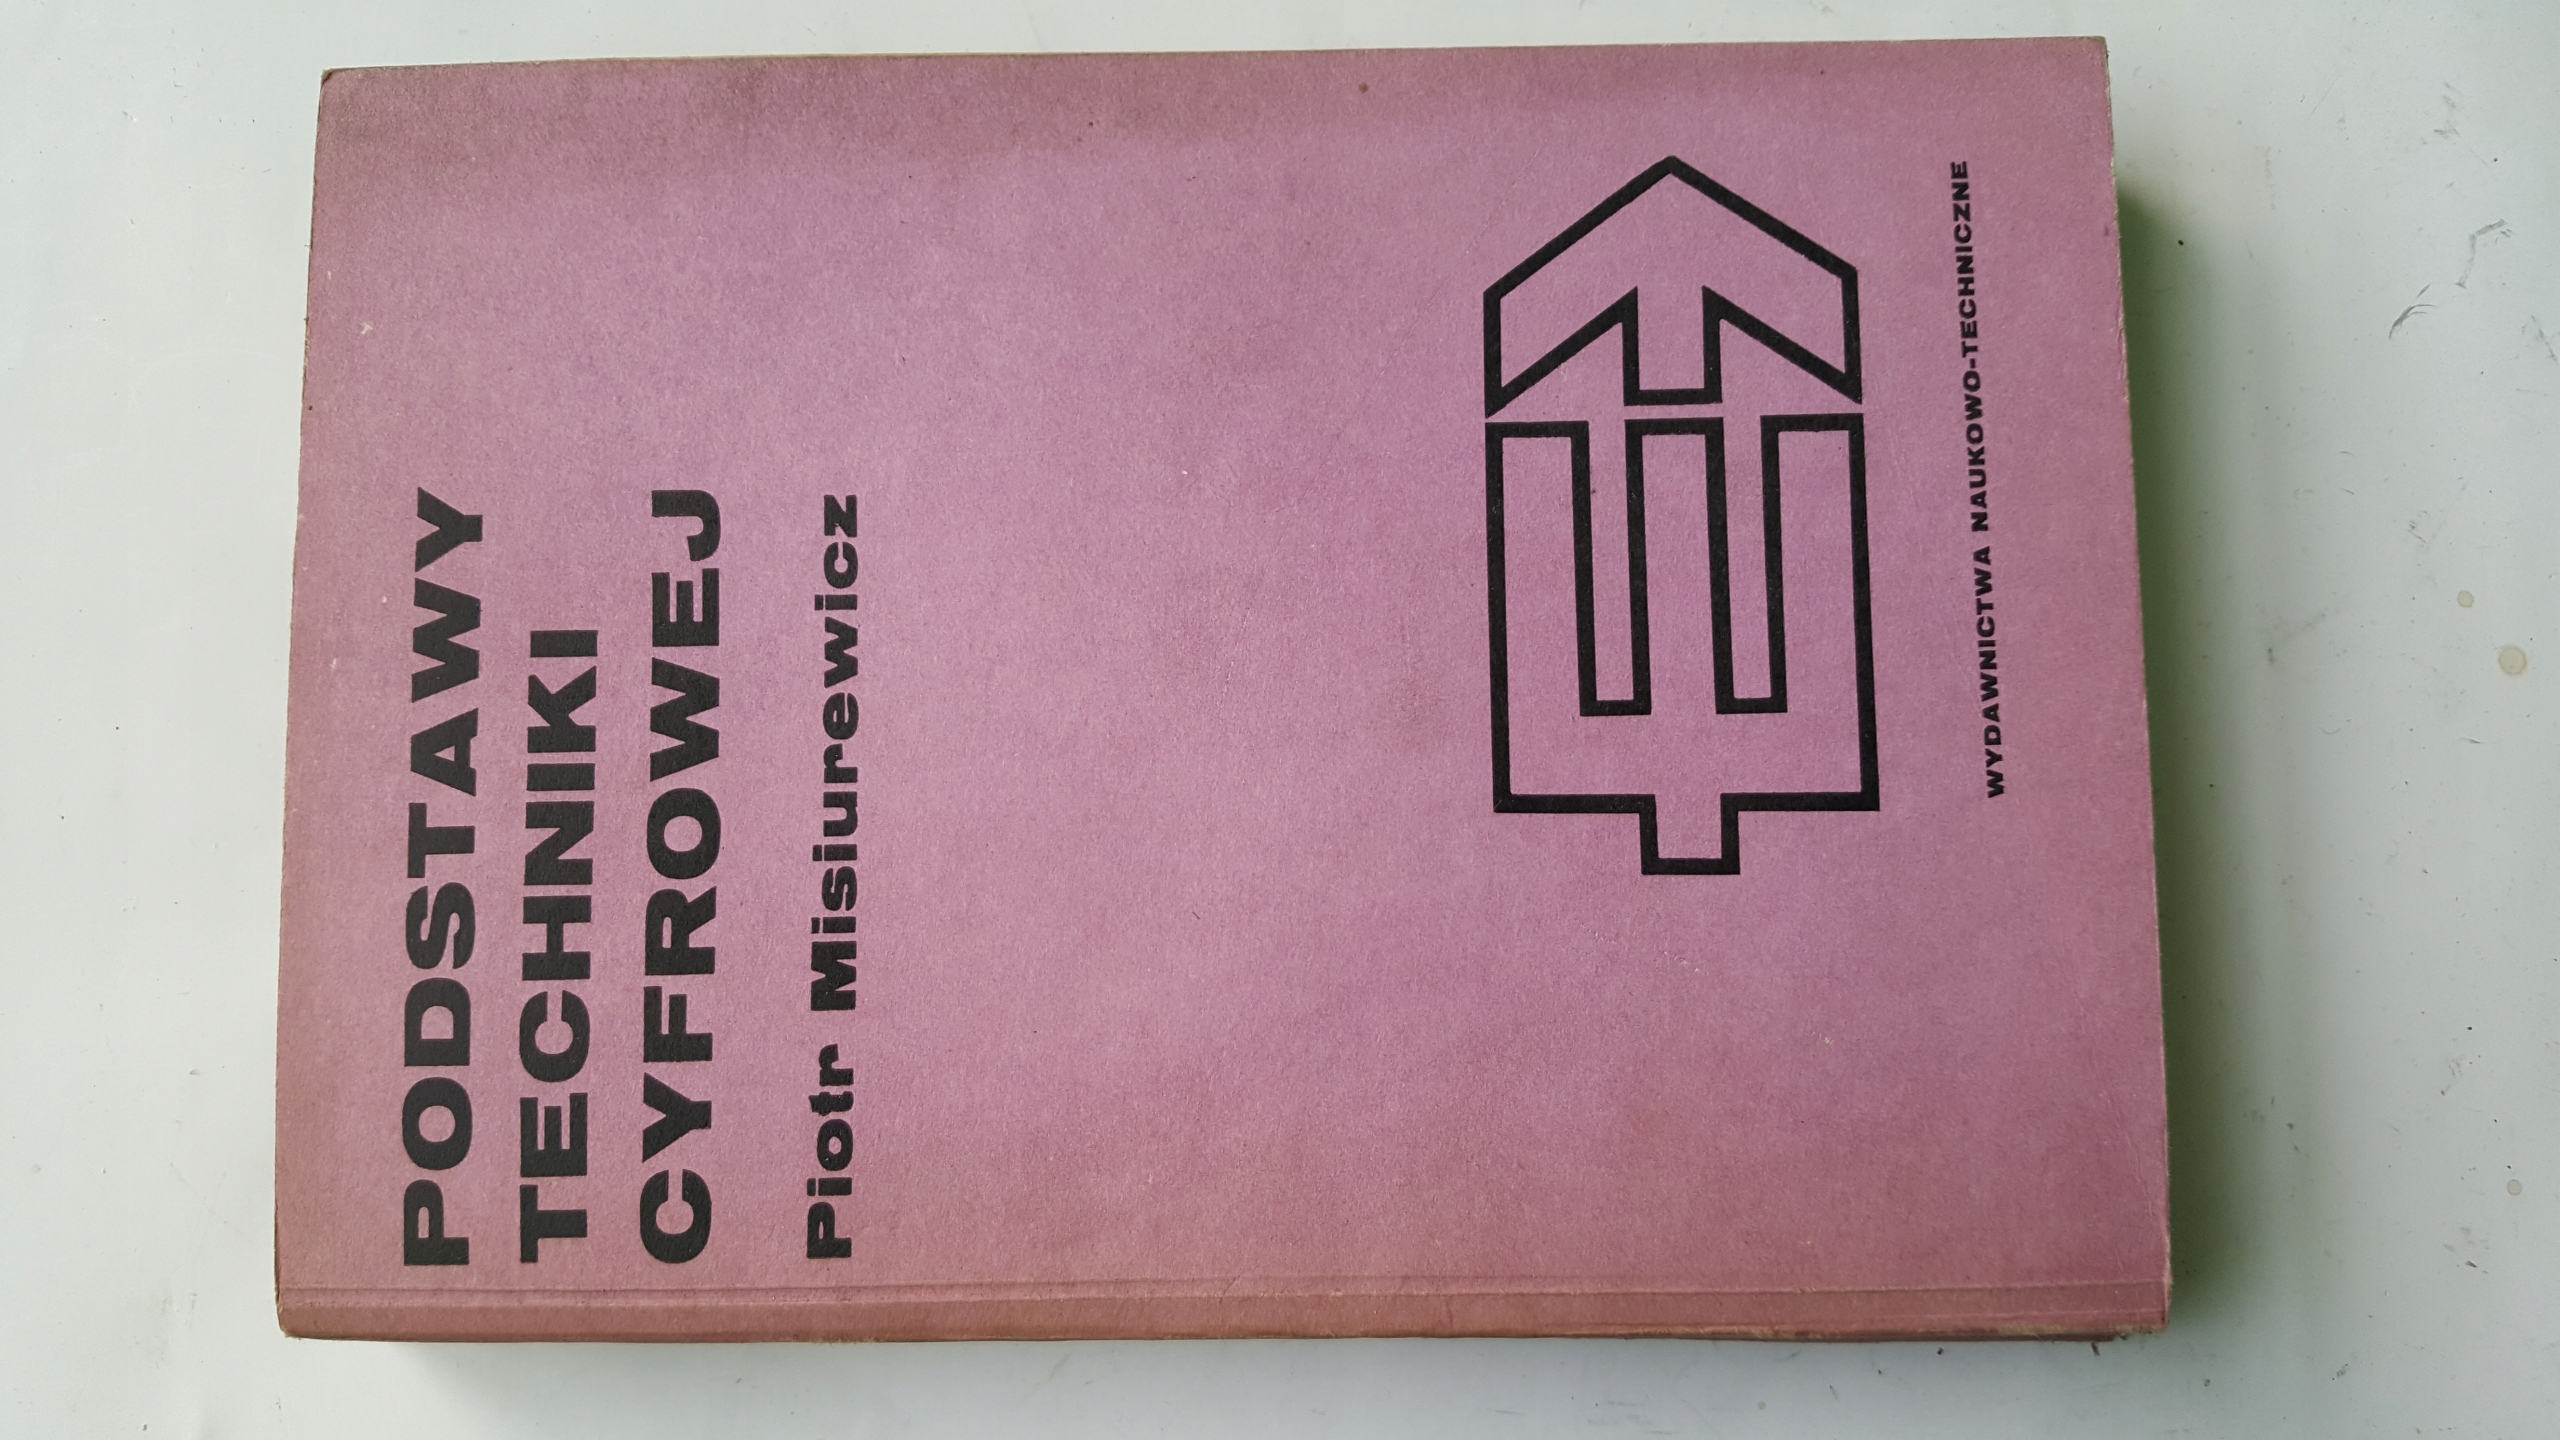 PODSTAWY
TECHNIKI
CYFROWEJ
Piotr Misiurewicz
WYDAWNICTWA NAUKOWO-TECHNICZNE